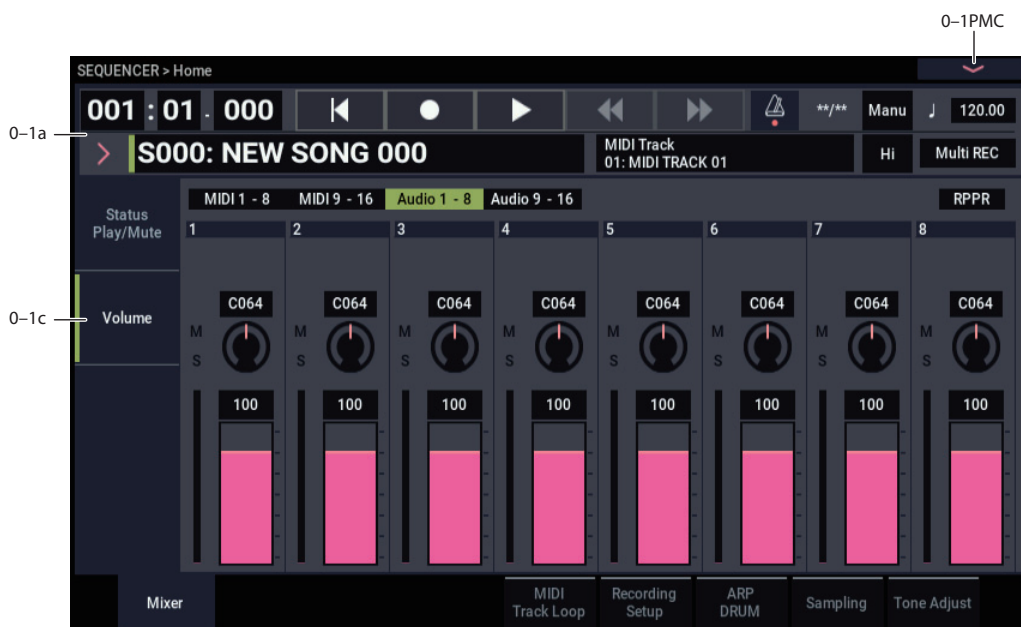 0–1PMC
SEQUENCER > Home
001 : 01 . 000 **/** Manu ♩ 120.00
0–1a
S000: NEW SONG 000
MIDI Track
01: MIDI TRACK 01
Hi
Multi REC
Status
Play/Mute
MIDI 1 - 8 MIDI 9 - 16 Audio 1 - 8 Audio 9 - 16 RPPR
1 2 3 4 5 6 7 8
0–1c
Volume
C064 C064 C064 C064 C064 C064 C064 C064
M M M M M M M M
S S S S S S S S
100 100 100 100 100 100 100 100
Mixer
MIDI
Track Loop
Recording
Setup
ARP
DRUM
Sampling
Tone Adjust